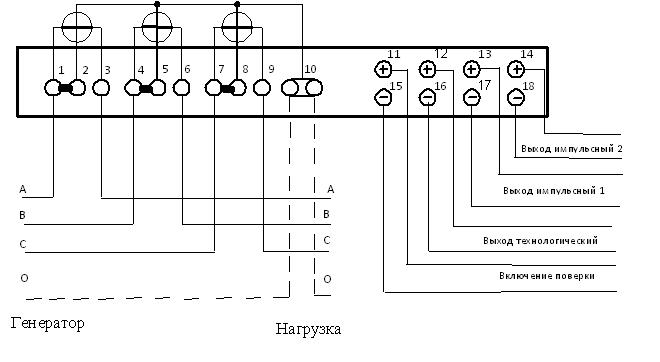 1 2 3 4 5 6 7 8 9 10 11 12 13 14
15 16 17 18
Выход импульсный 2
A A
Выход импульсный 1
B B
Выход технологический
C C
Включение поверки
O O
Генератор
Нагрузка